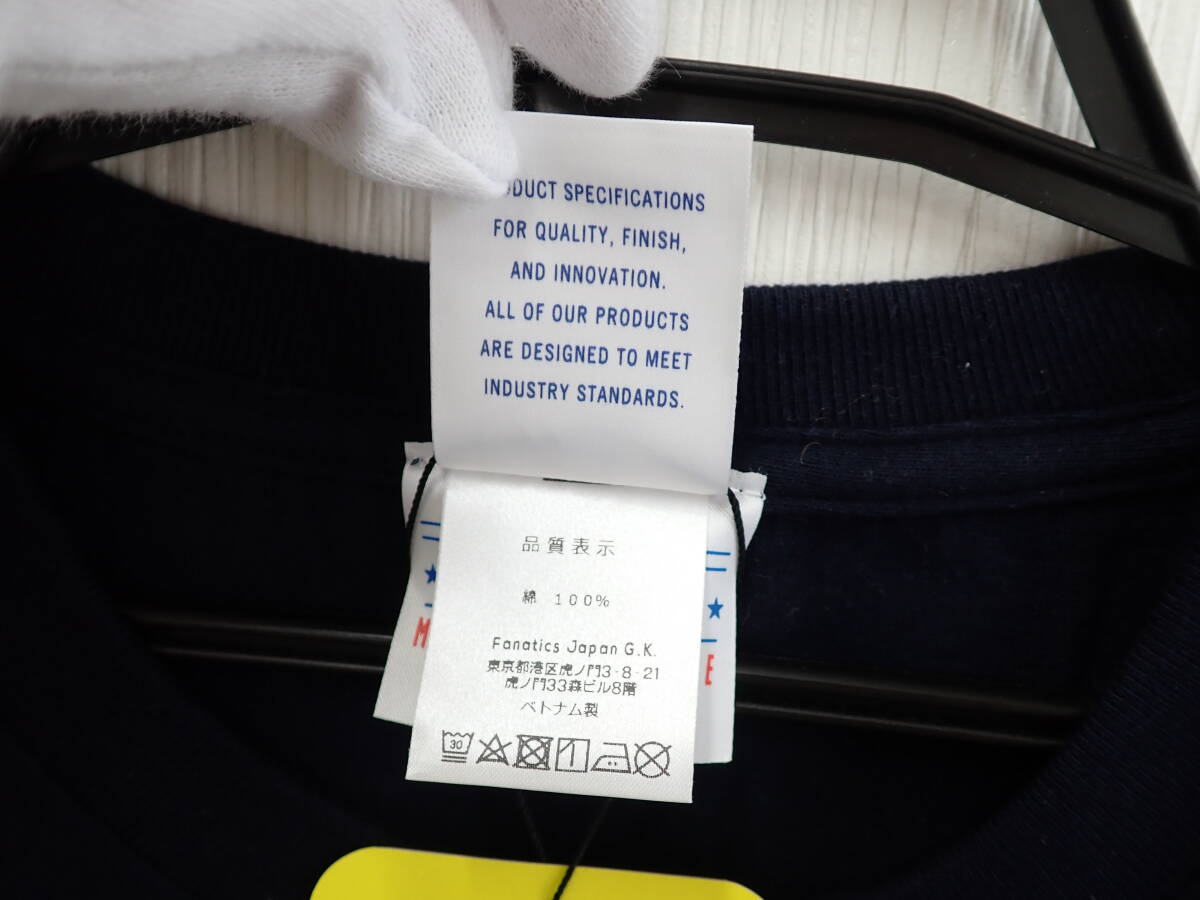 SPECIFICATIONS
FOR QUALITY, FINISH,
AND INNOVATION.
ALL OF OUR PRODUCTS
ARE DESIGNED TO MEET
INDUSTRY STANDARDS.
品質表示
綿 100%
Fanatics Japan G.K.
東京都港区虎ノ門3-8-21
虎ノ門33森ビル8階
ベトナム製
30